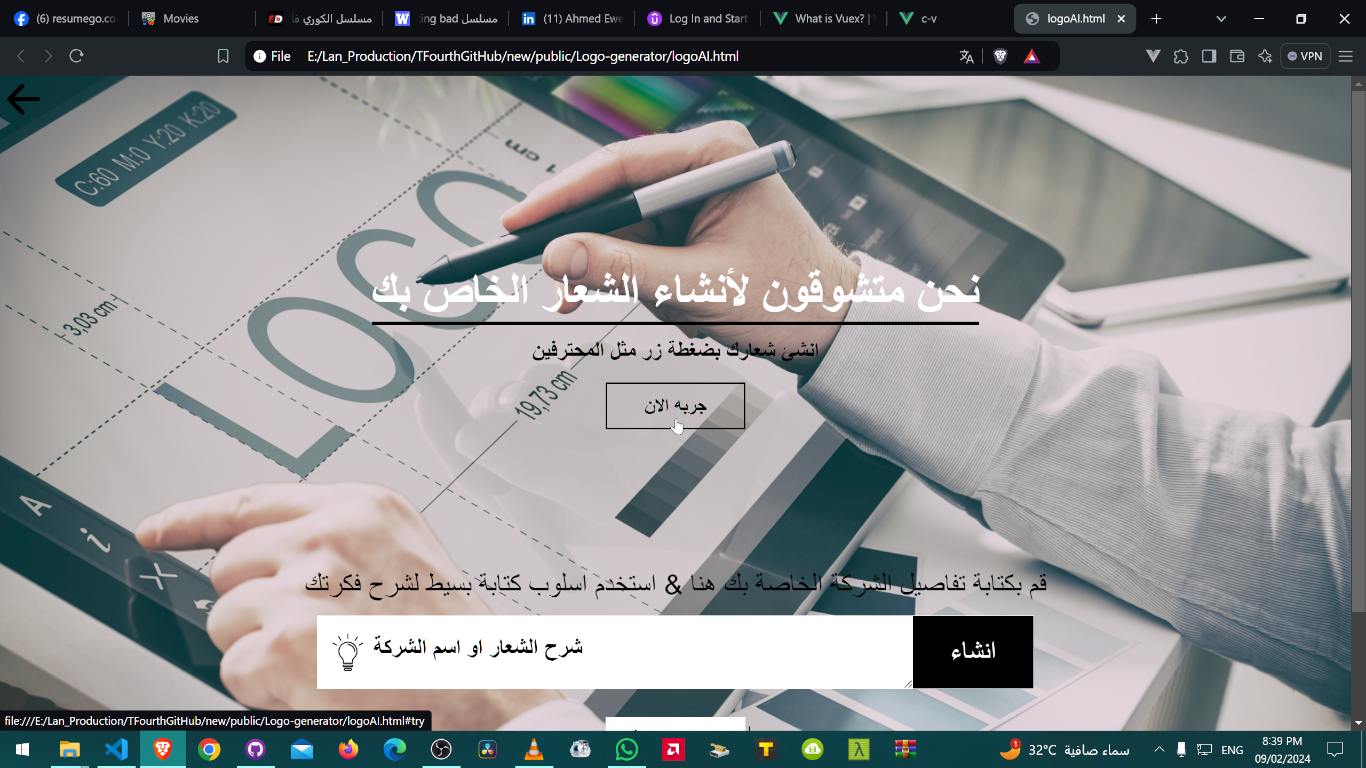 (6) resumego.co
Movies
مسلسل الكوري فا
ing bad مسلسل
(11) Ahmed Ewe
Log In and Start
What is Vuex? |
c-v
logoAI.html
File
E:/Lan_Production/TFourthGitHub/new/public/Logo-generator/logoAI.html
VPN
C:60 M:0 Y:20 K:20
3,03 cm
LOGO
19,73 cm
A
i
نحن متشوقون لأنشاء الشعار الخاص بك
انشئ شعارك بضغطة زر مثل المحترفين
جربه الان
قم بكتابة تفاصيل الشركة الخاصة بك هنا & استخدم اسلوب كتابة بسيط لشرح فكرتك
شرح الشعار او اسم الشركة
انشاء
file:///E:/Lan_Production/TFourthGitHub/new/public/Logo-generator/logoAI.html#try
1
32°C سماء صافية
ENG
8:39 PM
09/02/2024